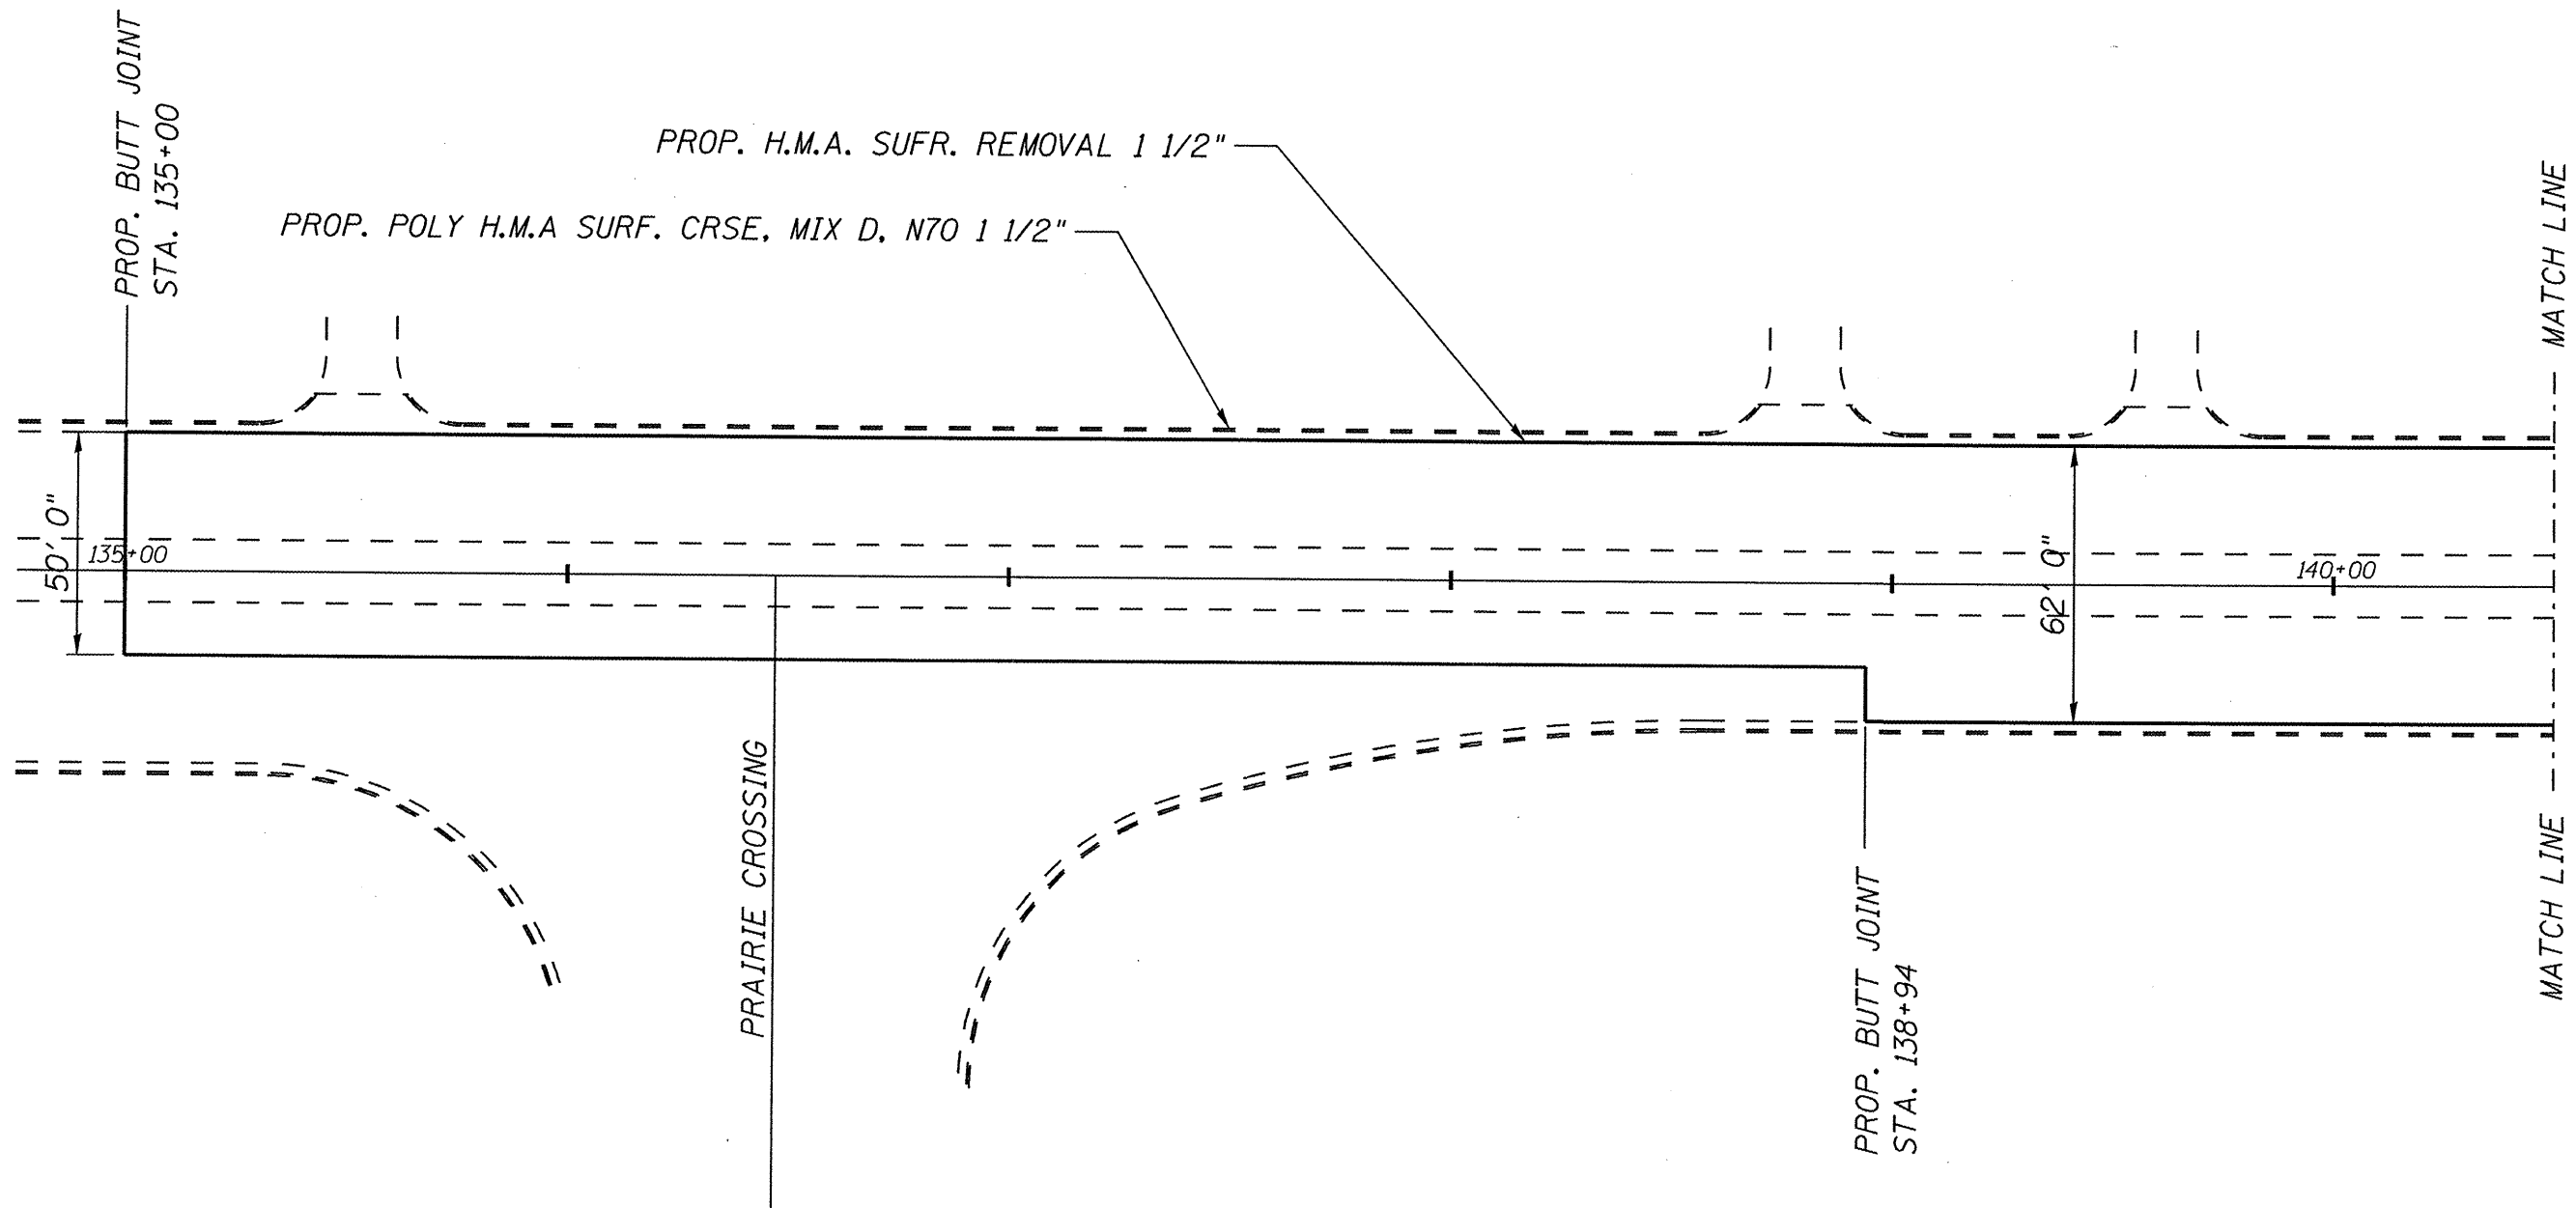 PROP. BUTT JOINT
STA. 135+00
PROP. H.M.A. SUFR. REMOVAL 1 1/2"
PROP. POLY H.M.A SURF. CRSE, MIX D, N70 1 1/2"
MATCH LINE
50' 0"
135+00
62' 0"
140+00
PRAIRIE CROSSING
PROP. BUTT JOINT
STA. 138+94
MATCH LINE